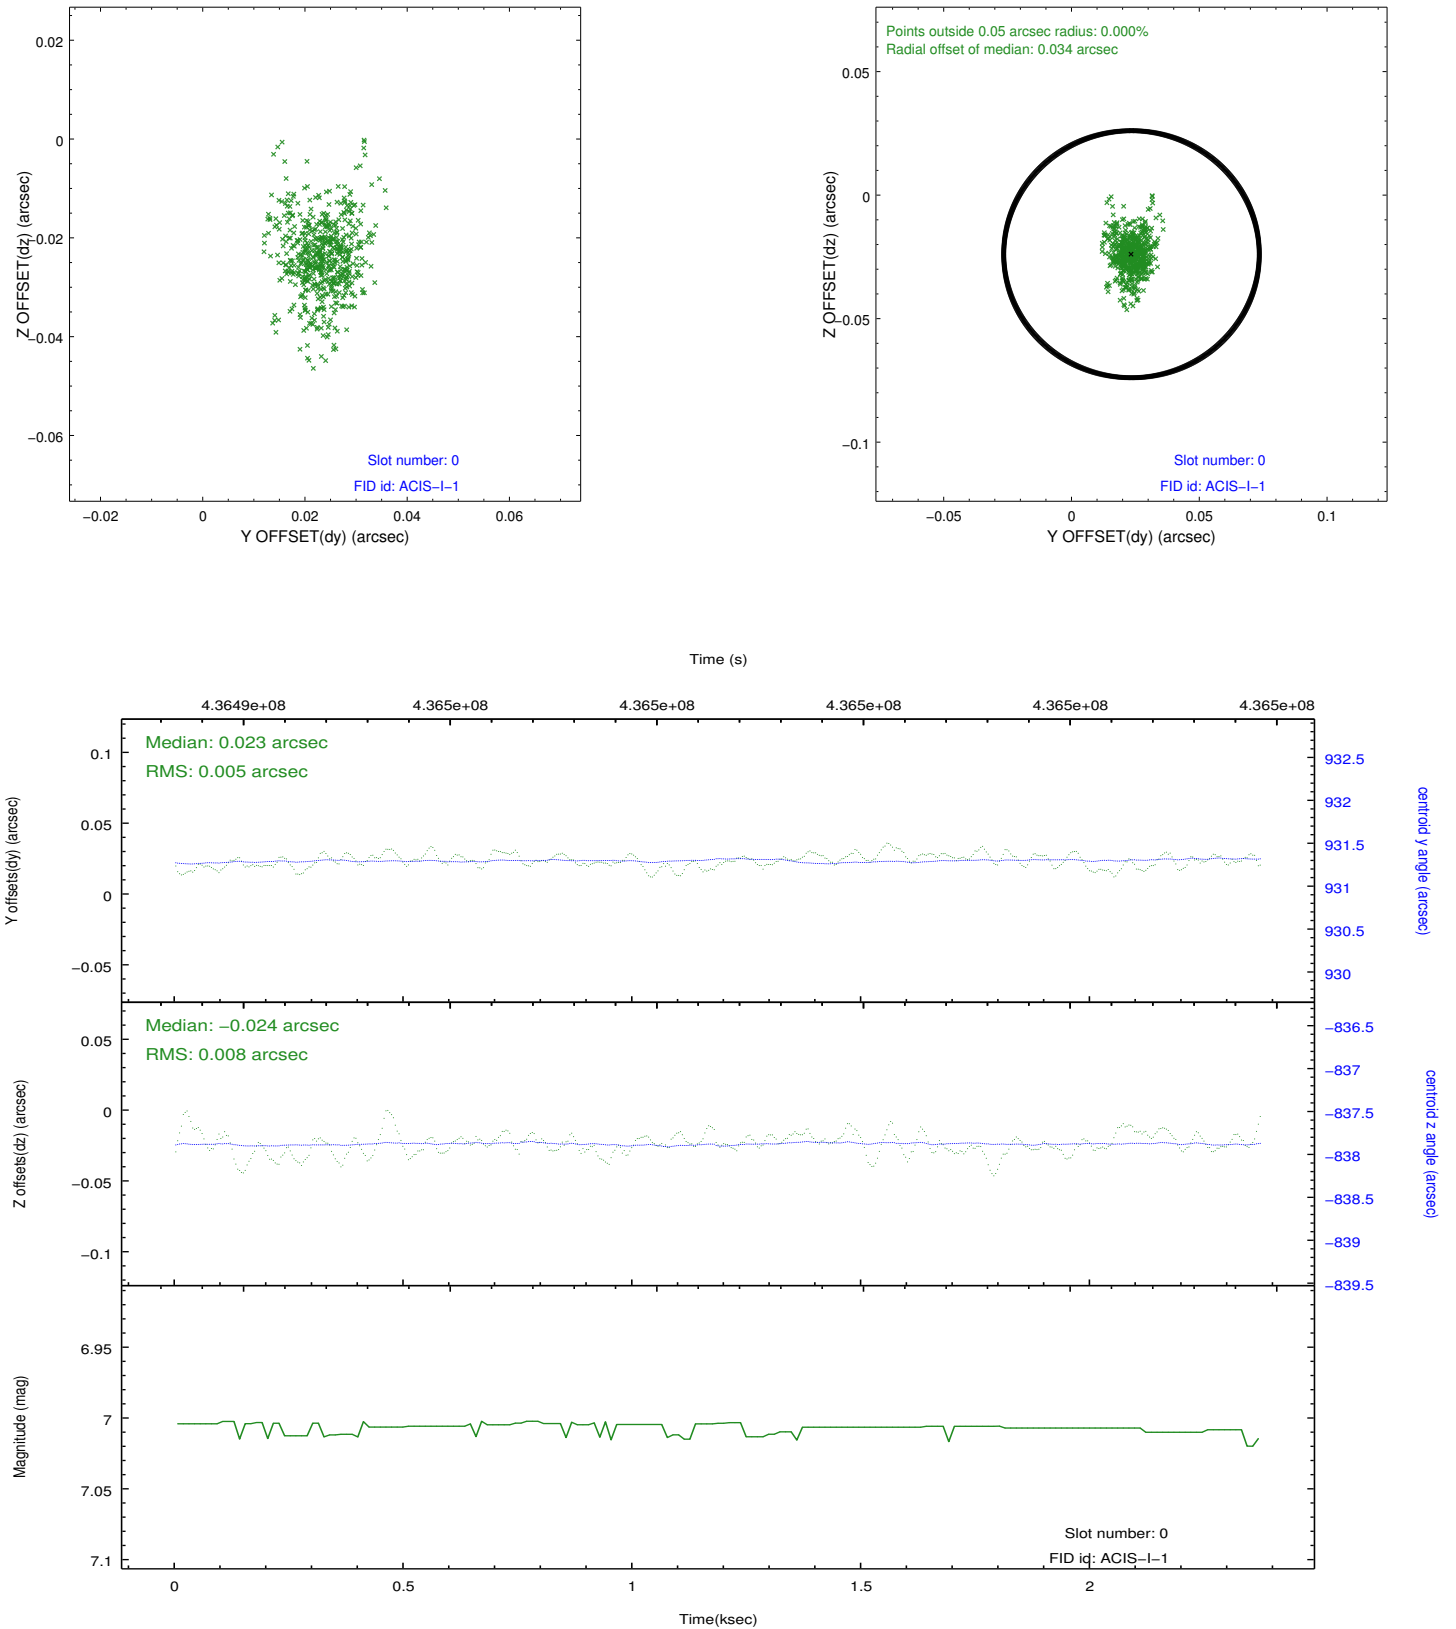 0.02
0
−0.02
−0.04
−0.06
Z OFFSET(dz) (arcsec)
Slot number: 0
FID id: ACIS−I−1
−0.02
0
0.02
0.04
0.06
Y OFFSET(dy) (arcsec)
Points outside 0.05 arcsec radius: 0.000%
Radial offset of median: 0.034 arcsec
0.05
0
−0.05
−0.1
Z OFFSET(dz) (arcsec)
Slot number: 0
FID id: ACIS−I−1
−0.05
0
0.05
0.1
Y OFFSET(dy) (arcsec)
Time (s)
4.3649e+08
4.365e+08
4.365e+08
4.365e+08
4.365e+08
4.365e+08
Median: 0.023 arcsec
RMS: 0.005 arcsec
0.1
0.05
0
−0.05
Y offsets(dy) (arcsec)
932.5
932
931.5
931
930.5
930
centroid y angle (arcsec)
Median: −0.024 arcsec
RMS: 0.008 arcsec
0.05
0
−0.05
−0.1
Z offsets(dz) (arcsec)
−836.5
−837
−837.5
−838
−838.5
−839
−839.5
centroid z angle (arcsec)
6.95
7
7.05
7.1
Magnitude (mag)
Slot number: 0
FID id: ACIS−I−1
0
0.5
1
1.5
2
Time(ksec)